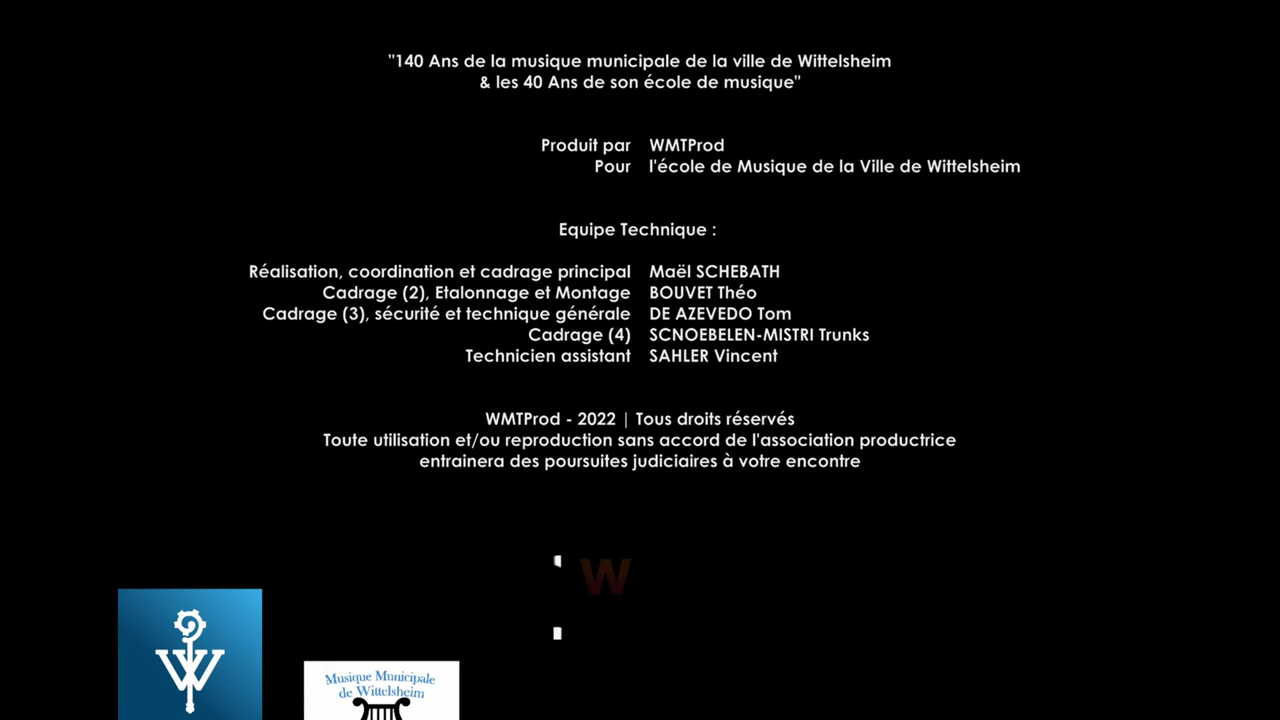 "140 Ans de la musique municipale de la ville de Wittelsheim
& les 40 Ans de son école de musique"
Produit par WMTProd
Pour l'école de Musique de la Ville de Wittelsheim
Equipe Technique :
Réalisation, coordination et cadrage principal Maël SCHEBATH
Cadrage (2), Etalonnage et Montage BOUVET Théo
Cadrage (3), sécurité et technique générale DE AZEVEDO Tom
Cadrage (4) SCNOEBELEN-MISTRI Trunks
Technicien assistant SAHLER Vincent
WMTProd - 2022 | Tous droits réservés
Toute utilisation et/ou reproduction sans accord de l'association productrice
entrainera des poursuites judiciaires à votre encontre
W
W
Musique Municipale
de Wittelsheim